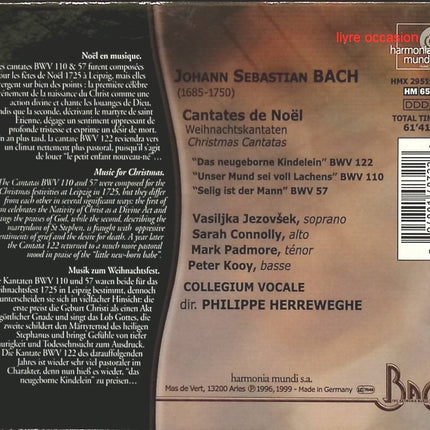 Noël en musique.
Les cantates BWV 110 & 57 furent composées
pour les fêtes de Noël 1725 à Leipzig, mais elles
divergent sur bien des points : la première célèbre
l'évènement de la naissance du Christ comme une
action divine et chante les louanges de Dieu,
tandis que la seconde, décrivant le martyre de saint
Etienne, dégage un sentiment oppressant de
profonde tristesse et exprime un désir de mort.
Un an plus tard, la cantate BWV 122 reviendra vers
un climat nettement plus pastoral, puisqu'il s'agit
de louer "le petit enfant nouveau-né" ...
Music for Christmas.
The Cantatas BWV 110 and 57 were composed for the
Christmas festivities at Leipzig in 1725, but they differ
from each other in several significant ways: the first of
them celebrates the Nativity of Christ as a Divine Act and
sings the praises of God, while the second, describing the
martyrdom of St Stephen, is fraught with oppressive
sentiments of grief and the desire for death. A year later
the Cantata BWV 122 returned to a much more pastoral
mood in praise of the "little new-born babe".
Musik zum Weihnachtsfest.
Die Kantaten BWV 110 und 57 waren beide für das
Weihnachtsfest 1725 in Leipzig bestimmt, dennoch
unterscheiden sie sich in vielfacher Hinsicht: die
erste preist die Geburt Christi als einen Akt
göttlicher Gnade und singt das Lob Gottes, die
zweite schildert den Märtyrertod des heiligen
Stephanus und bringt Gefühle von tiefer
Traurigkeit und Todessehnsucht zum Ausdruck.
Die Kantate BWV 122 des darauffolgenden
Jahres ist wieder sehr viel pastoraler im
Charakter, denn nun hieß es wieder, "das
neugeborne Kindelein" zu preisen...
livre occasion
harmonia
mundi
JOHANN SEBASTIAN BACH
(1685-1750)
HM 65
DDD
TOTAL TIM
61'41
Cantates de Noël
Weihnachtskantaten
Christmas Cantatas
"Das neugeborne Kindelein" BWV 122
"Unser Mund sei voll Lachens" BWV 110
"Selig ist der Mann" BWV 57
Vasiljka Jezovšek, soprano
Sarah Connolly, alto
Mark Padmore, ténor
Peter Kooy, basse
COLLEGIUM VOCALE
dir. PHILIPPE HERREWEGHE
harmonia mundi s.a.
Mas de Vert, 13200 Arles ℗ 1996, 1999 - Made in Germany
BAC